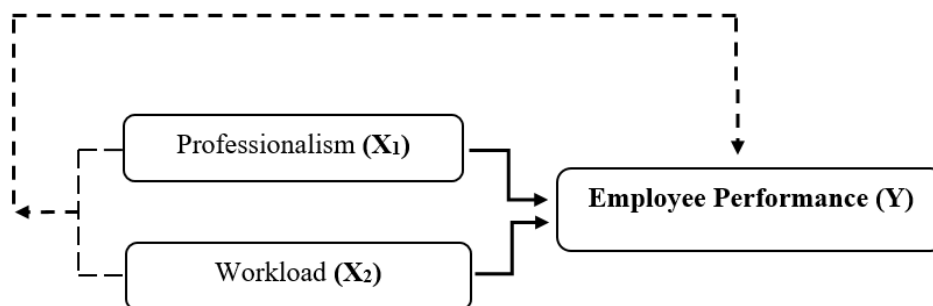 Professionalism (X₁)
Employee Performance (Y)
Workload (X₂)